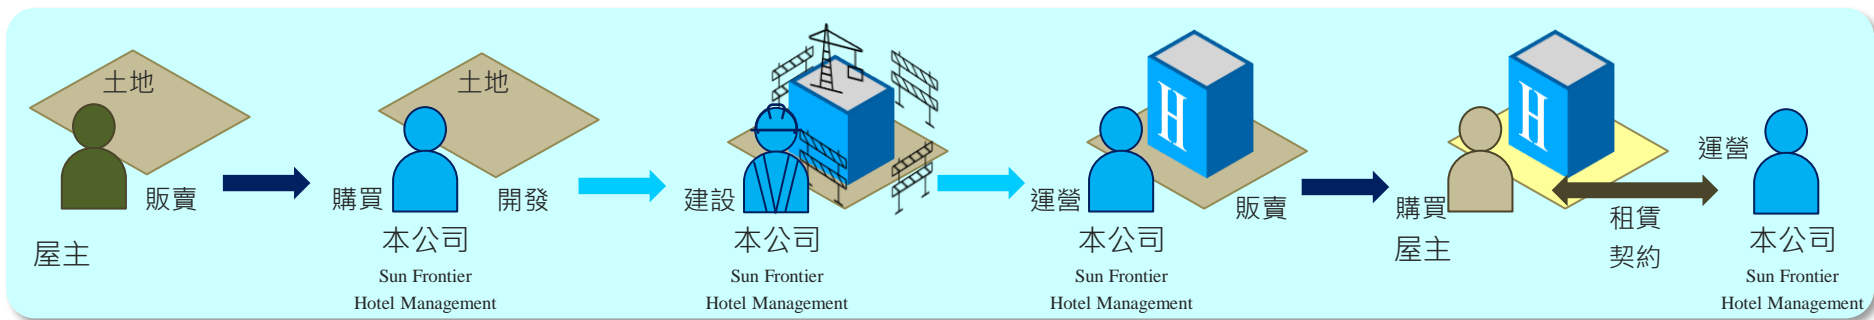 土地
販賣
屋主
土地
購買
開發
本公司
Sun Frontier
Hotel Management
建設
本公司
Sun Frontier
Hotel Management
H
運營
販賣
本公司
Sun Frontier
Hotel Management
H
購買
屋主
租賃
契約
運營
本公司
Sun Frontier
Hotel Management